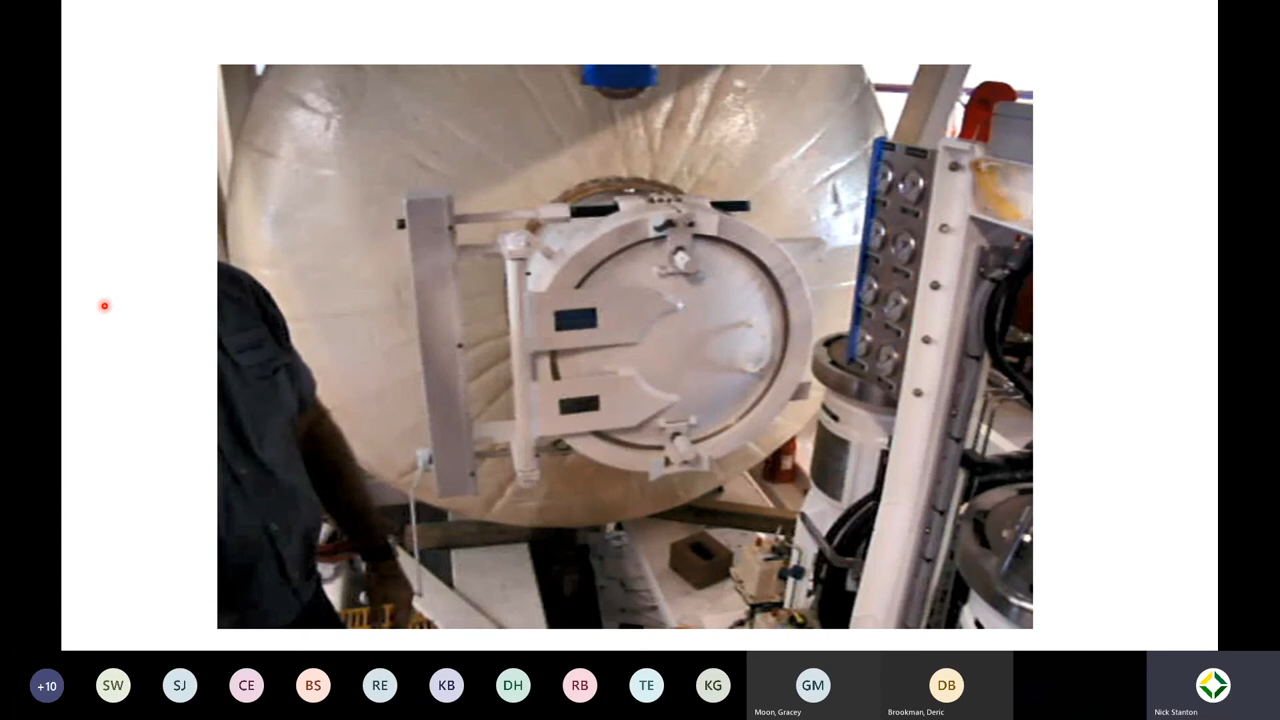 +10
SW
SJ
CE
BS
RE
KB
DH
RB
TE
KG
GM
DB
Moon, Gracey
Brookman, Deric
Nick Stanton